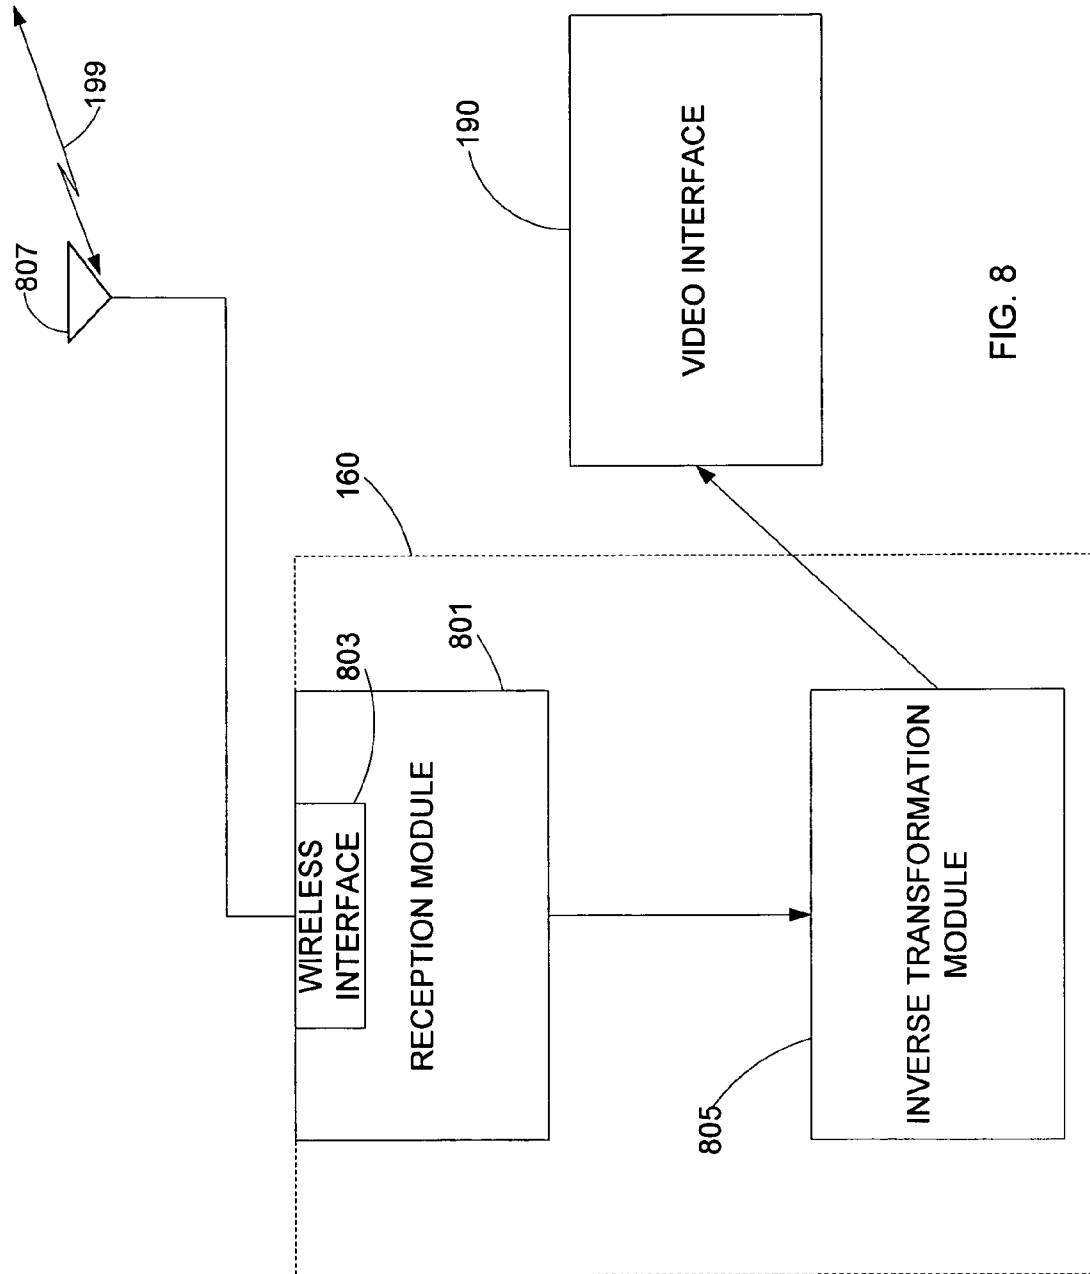 199
807
190
VIDEO INTERFACE
160
801
803
WIRELESS
INTERFACE
RECEPTION MODULE
805
INVERSE TRANSFORMATION
MODULE
FIG. 8